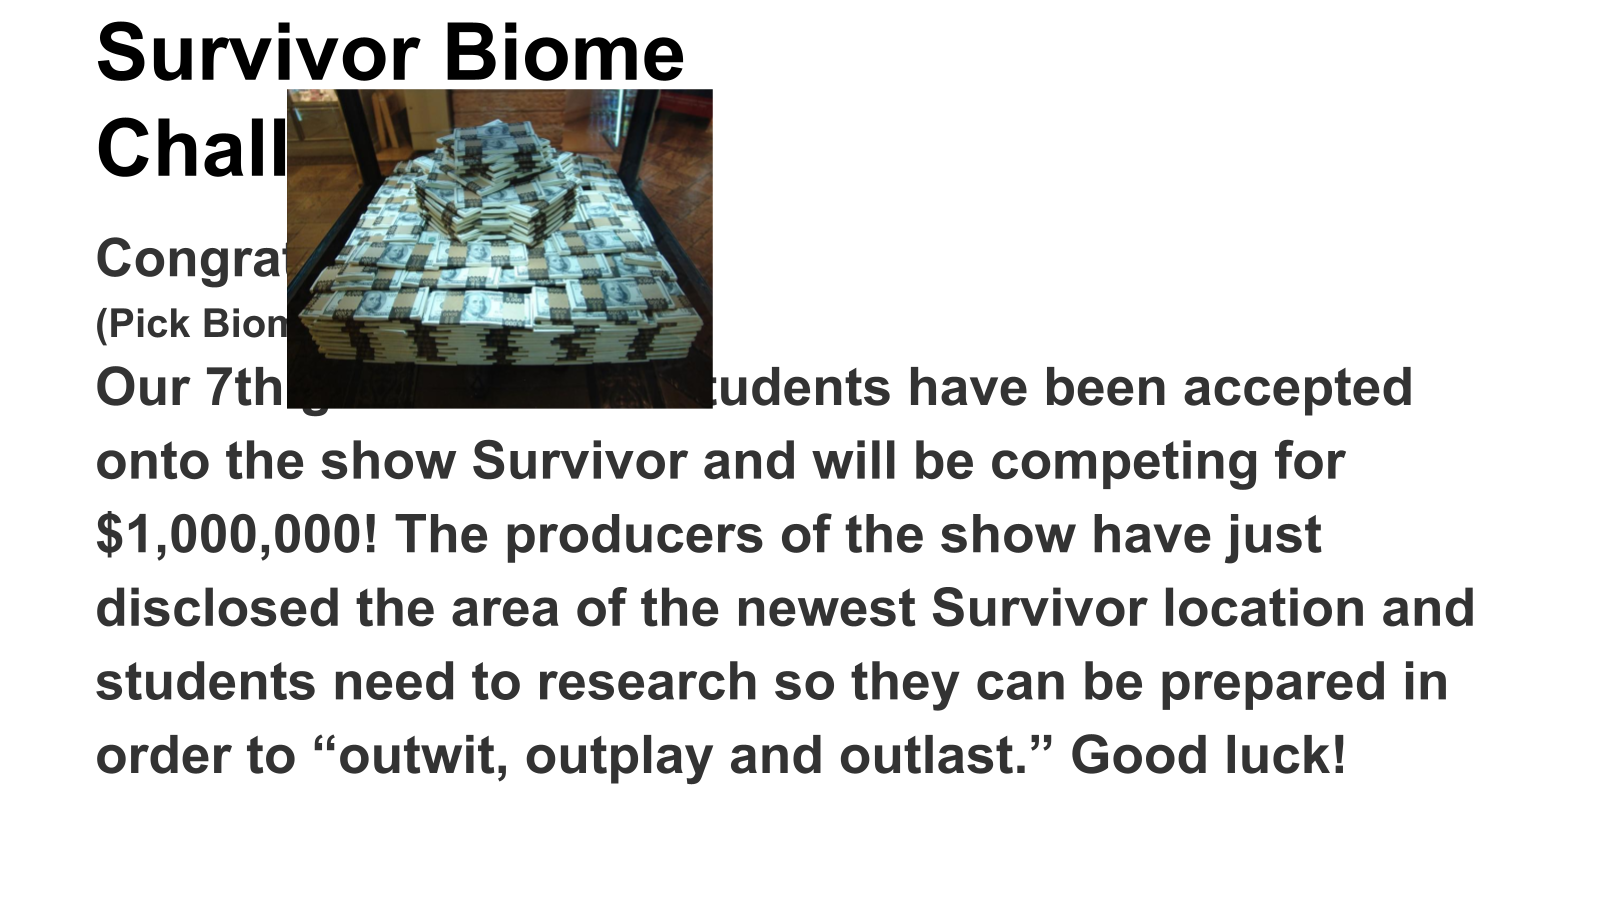 Survivor Biome
Chall
Congrat
(Pick Biom
Our 7th g tudents have been accepted
onto the show Survivor and will be competing for
$1,000,000! The producers of the show have just
disclosed the area of the newest Survivor location and
students need to research so they can be prepared in
order to “outwit, outplay and outlast.” Good luck!